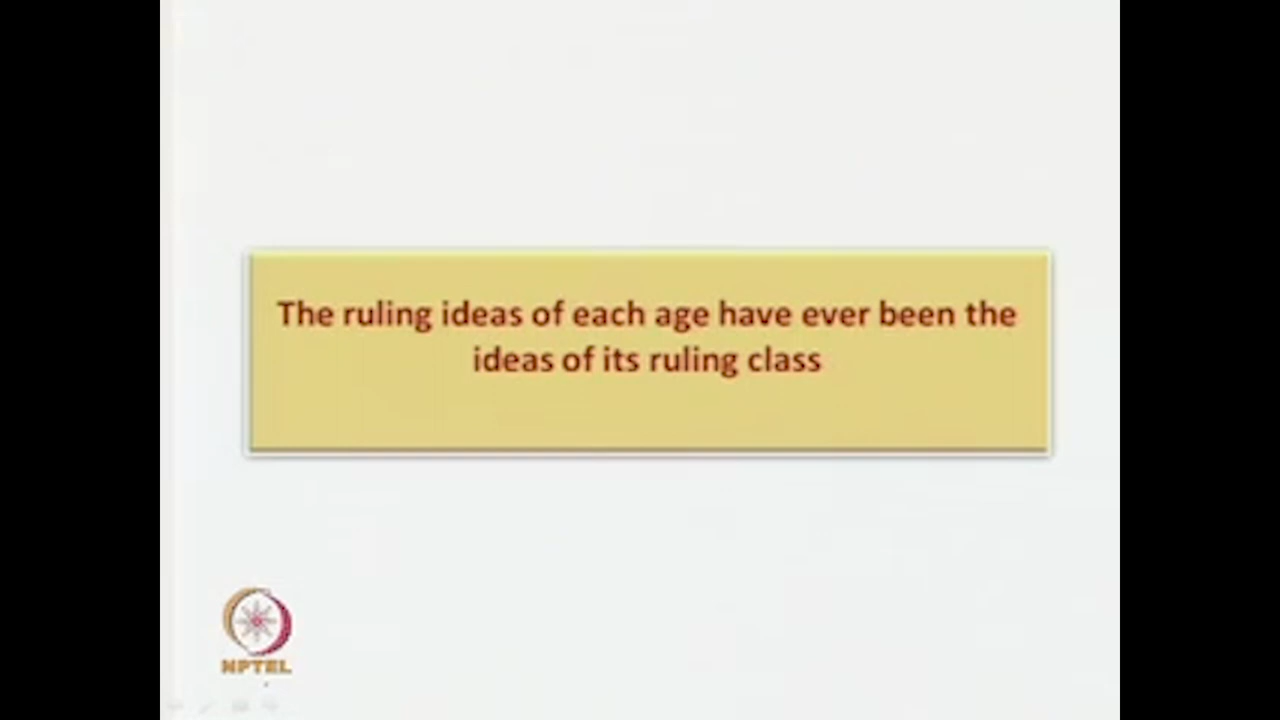 The ruling ideas of each age have ever been the
ideas of its ruling class
NPTEL